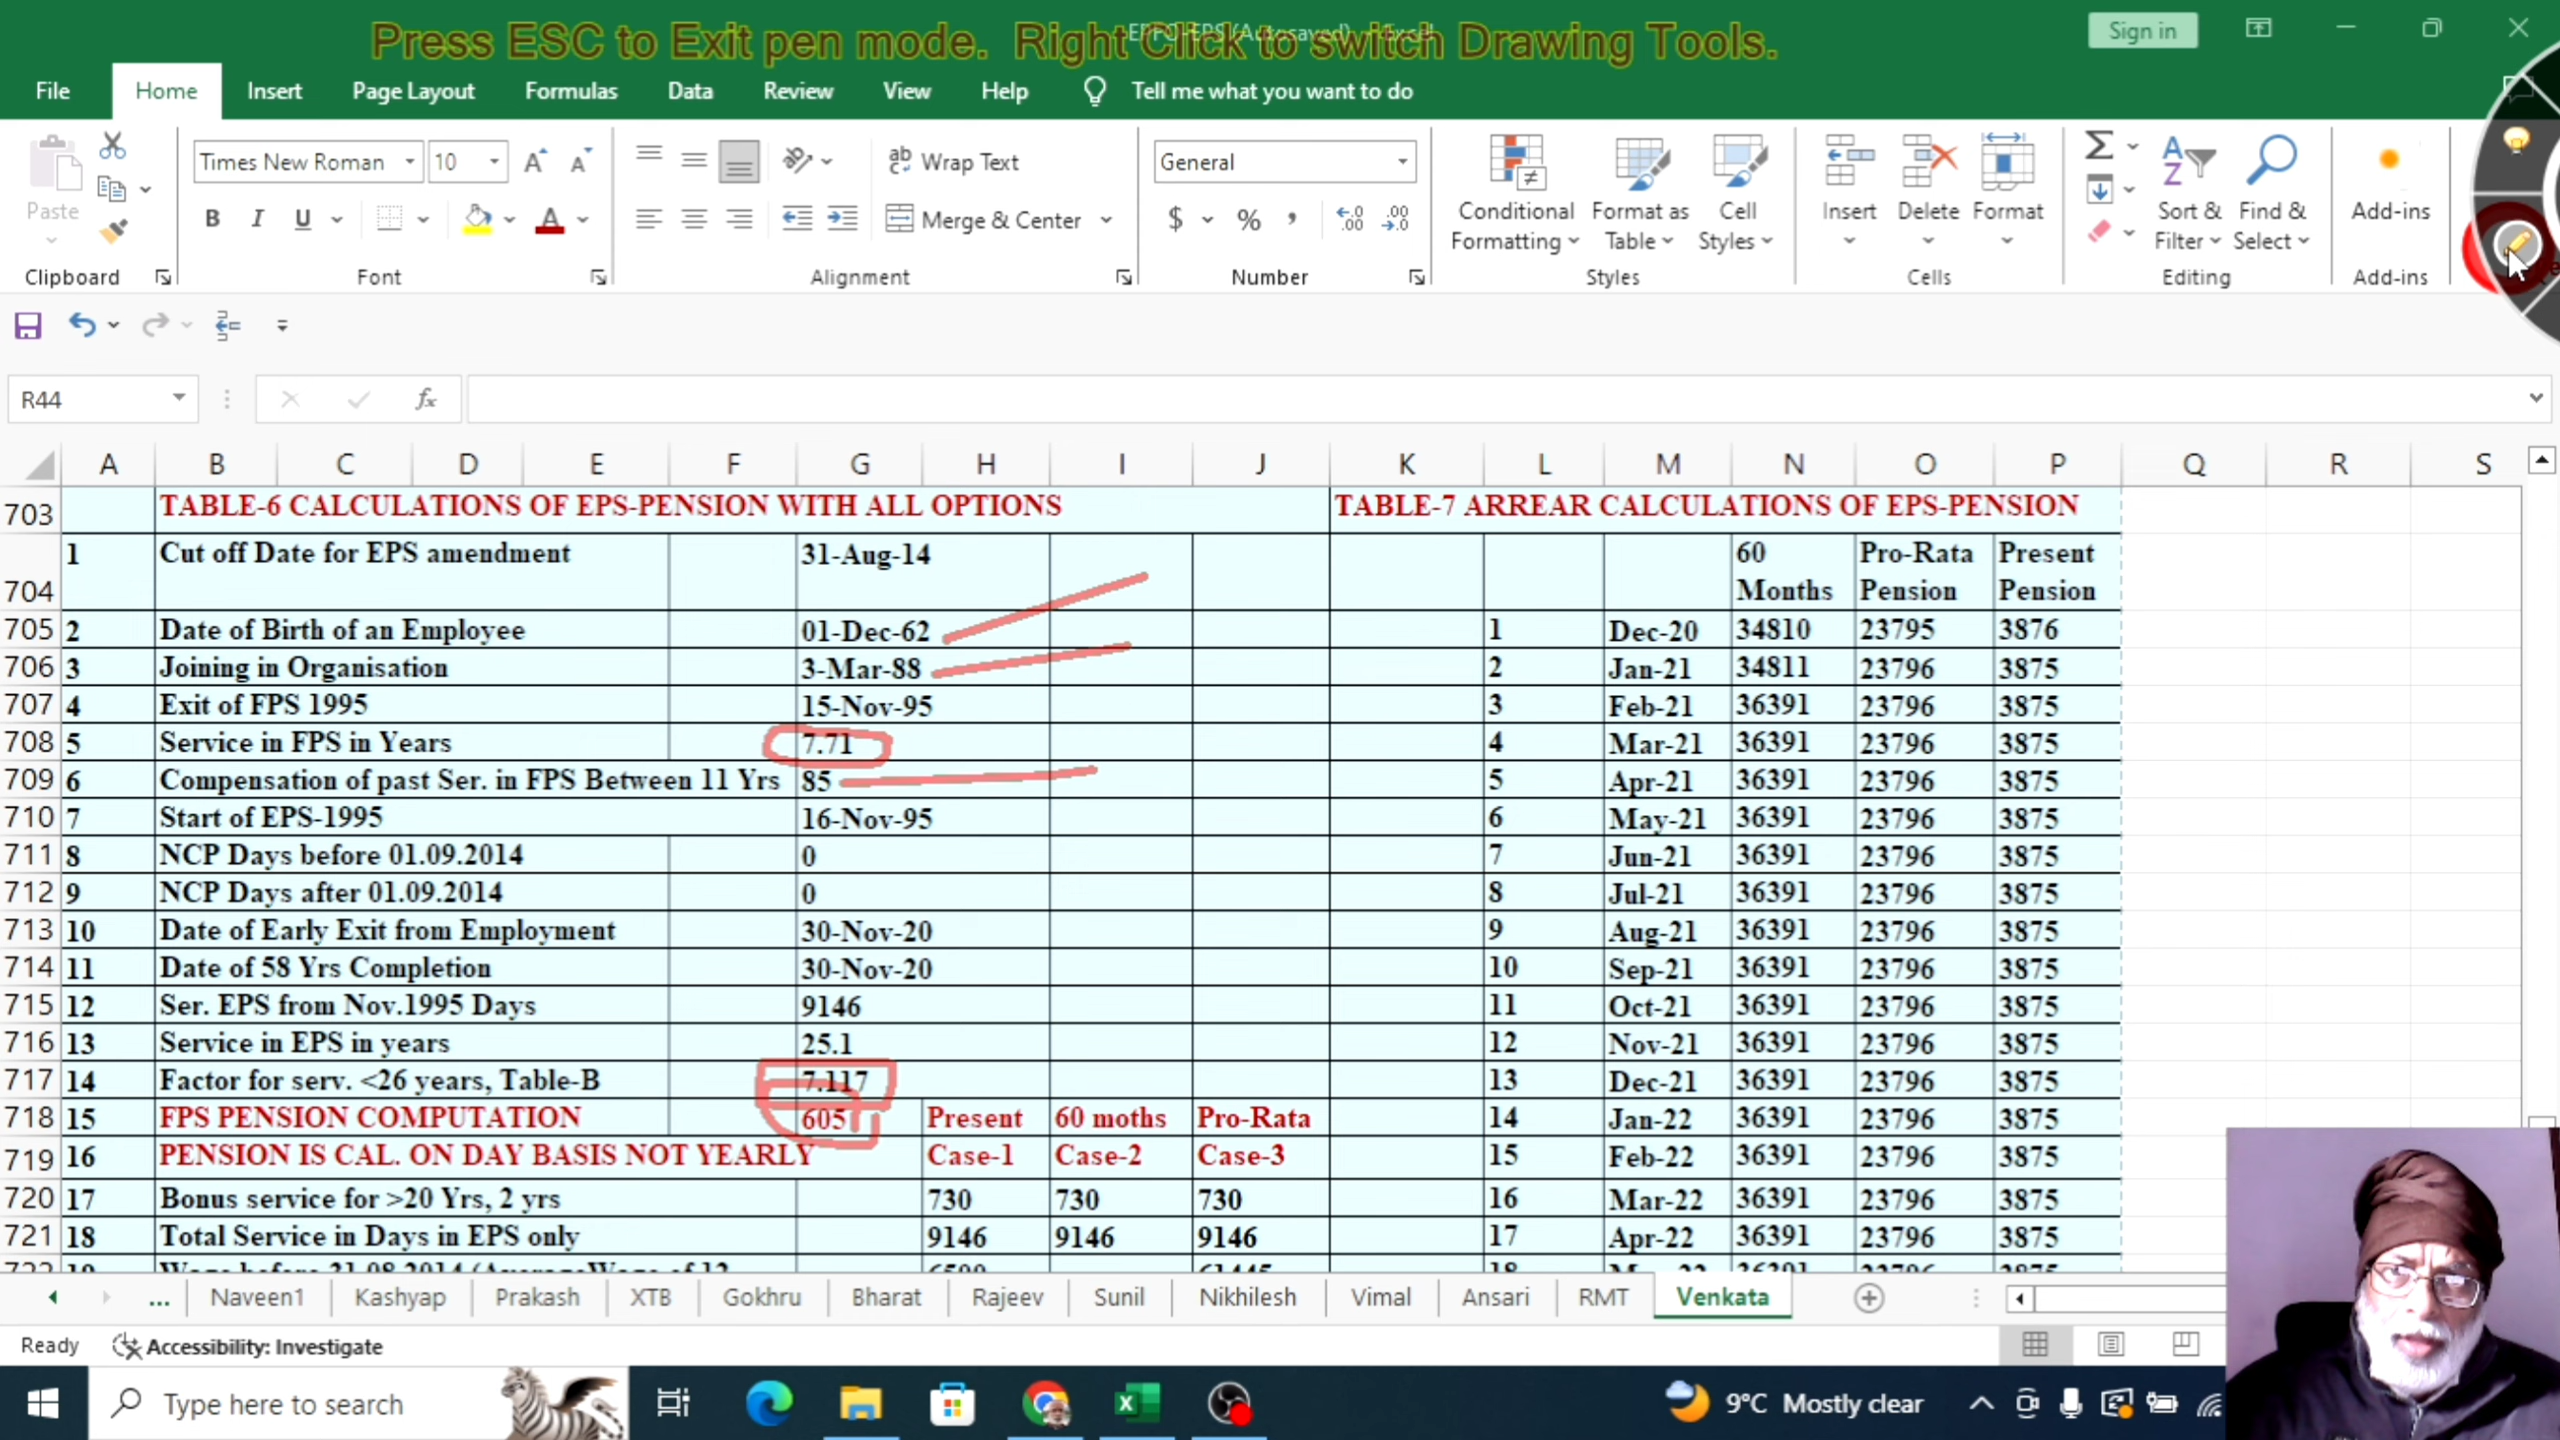 Press ESC to Exit pen mode. Right Click to switch Drawing Tools.
Sign in
File Home Insert Page Layout Formulas Data Review View Help Tell me what you want to do
Paste
Times New Roman 10
Wrap Text
General
B I U
Merge & Center
$ % ,
Conditional Formatting
Format as Table
Cell Styles
Insert Delete Format
Sort & Filter
Find & Select
Add-ins
Clipboard Font Alignment Number Styles Cells Editing Add-ins
R44 fx
A B C D E F G H I J K L M N O P Q R S
703 TABLE-6 CALCULATIONS OF EPS-PENSION WITH ALL OPTIONS TABLE-7 ARREAR CALCULATIONS OF EPS-PENSION
704 1 Cut off Date for EPS amendment 31-Aug-14 60 Months Pro-Rata Pension Present Pension
705 2 Date of Birth of an Employee 01-Dec-62 1 Dec-20 34810 23795 3876
706 3 Joining in Organisation 3-Mar-88 2 Jan-21 34811 23796 3875
707 4 Exit of FPS 1995 15-Nov-95 3 Feb-21 36391 23796 3875
708 5 Service in FPS in Years 7.71 4 Mar-21 36391 23796 3875
709 6 Compensation of past Ser. in FPS Between 11 Yrs 85 5 Apr-21 36391 23796 3875
710 7 Start of EPS-1995 16-Nov-95 6 May-21 36391 23796 3875
711 8 NCP Days before 01.09.2014 0 7 Jun-21 36391 23796 3875
712 9 NCP Days after 01.09.2014 0 8 Jul-21 36391 23796 3875
713 10 Date of Early Exit from Employment 30-Nov-20 9 Aug-21 36391 23796 3875
714 11 Date of 58 Yrs Completion 30-Nov-20 10 Sep-21 36391 23796 3875
715 12 Ser. EPS from Nov.1995 Days 9146 11 Oct-21 36391 23796 3875
716 13 Service in EPS in years 25.1 12 Nov-21 36391 23796 3875
717 14 Factor for serv. <26 years, Table-B 7.117 13 Dec-21 36391 23796 3875
718 15 FPS PENSION COMPUTATION 605 Present 60 moths Pro-Rata 14 Jan-22 36391 23796 3875
719 16 PENSION IS CAL. ON DAY BASIS NOT YEARLY Case-1 Case-2 Case-3 15 Feb-22 36391 23796 3875
720 17 Bonus service for >20 Yrs, 2 yrs 730 730 730 16 Mar-22 36391 23796 3875
721 18 Total Service in Days in EPS only 9146 9146 9146 17 Apr-22 36391 23796 3875
... Naveen1 Kashyap Prakash XTB Gokhru Bharat Rajeev Sunil Nikhilesh Vimal Ansari RMT Venkata
Ready Accessibility: Investigate
Type here to search
9°C Mostly clear